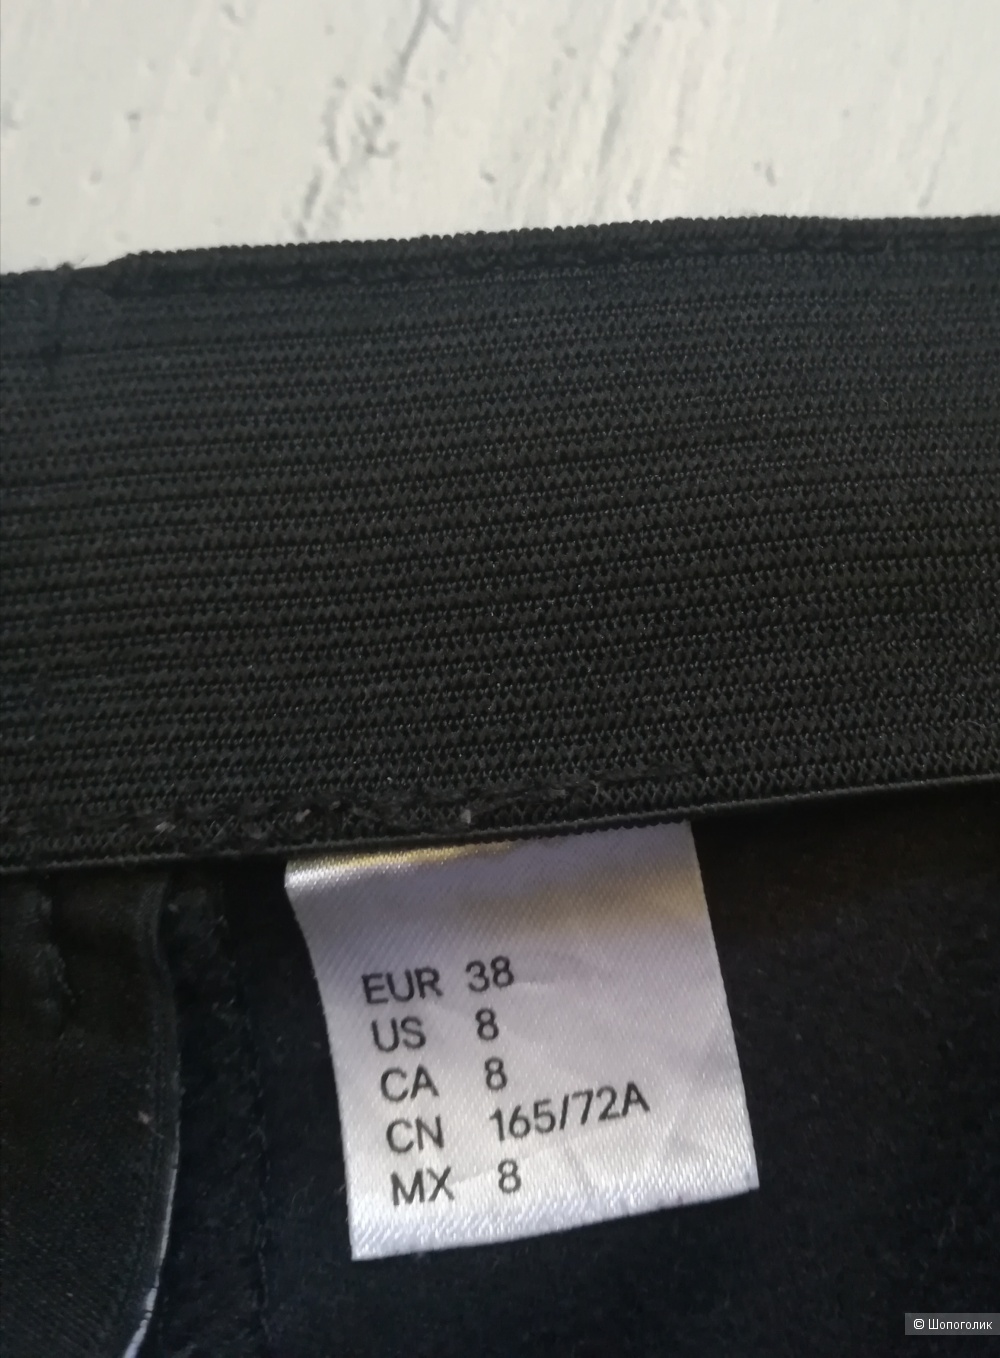 EUR 38
US 8
CA 8
CN 165/72A
MX 8
© Шопоголик